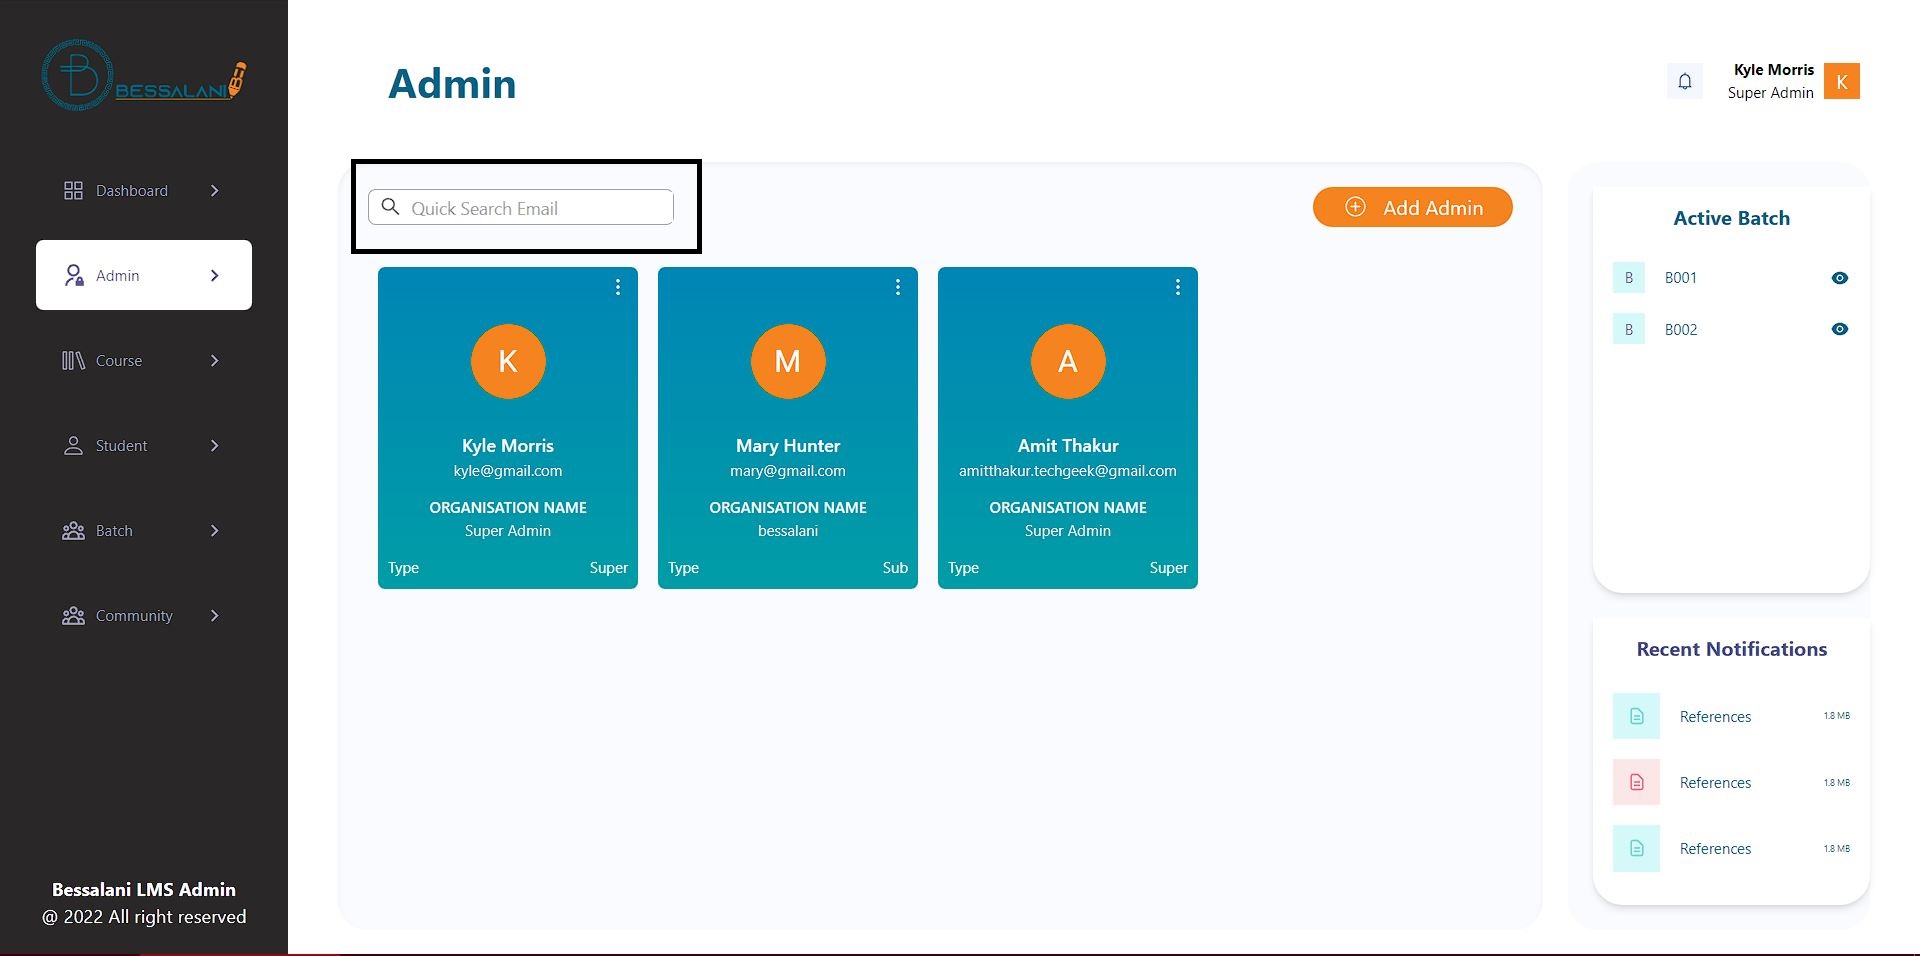 BESSALANI
Dashboard
Admin
Course
Student
Batch
Community
Bessalani LMS Admin
@ 2022 All right reserved
Admin
Kyle Morris
Super Admin
K
Quick Search Email
Add Admin
K
Kyle Morris
kyle@gmail.com
ORGANISATION NAME
Super Admin
Type Super
M
Mary Hunter
mary@gmail.com
ORGANISATION NAME
bessalani
Type Sub
A
Amit Thakur
amitthakur.techgeek@gmail.com
ORGANISATION NAME
Super Admin
Type Super
Active Batch
B B001
B B002
Recent Notifications
References 1.8 MB
References 1.8 MB
References 1.8 MB